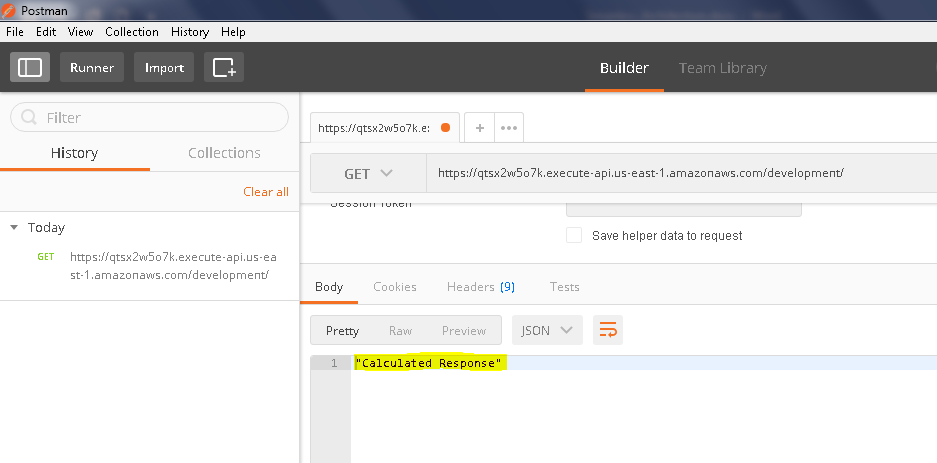 Postman
File Edit View Collection History Help
Runner Import Builder Team Library
Filter
History Collections
Clear all
Today
GET https://qtsx2w5o7k.execute-api.us-ea
st-1.amazonaws.com/development/
https://qtsx2w5o7k.e: + •••
GET https://qtsx2w5o7k.execute-api.us-east-1.amazonaws.com/development/
Session Token
Save helper data to request
Body Cookies Headers (9) Tests
Pretty Raw Preview JSON
1 "Calculated Response"